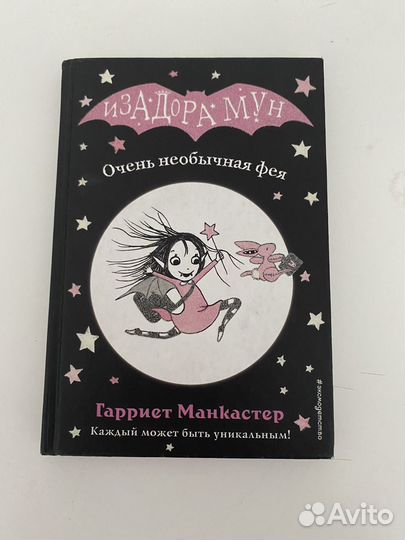 ИЗАДОРА МУН
Очень необычная фея
Гарриет Манкастер
Каждый может быть уникальным!
#эксмодетство
Avito